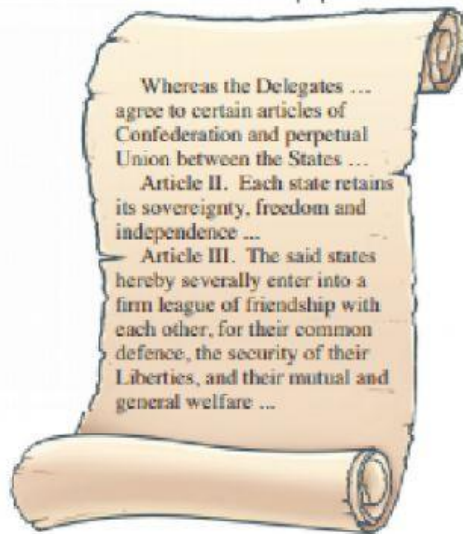 Whereas the Delegates ...
agree to certain articles of
Confederation and perpetual
Union between the States ...
Article II. Each state retains
its sovereignty, freedom and
independence ...
Article III. The said states
hereby severally enter into a
firm league of friendship with
each other, for their common
defence, the security of their
Liberties, and their mutual and
general welfare ...